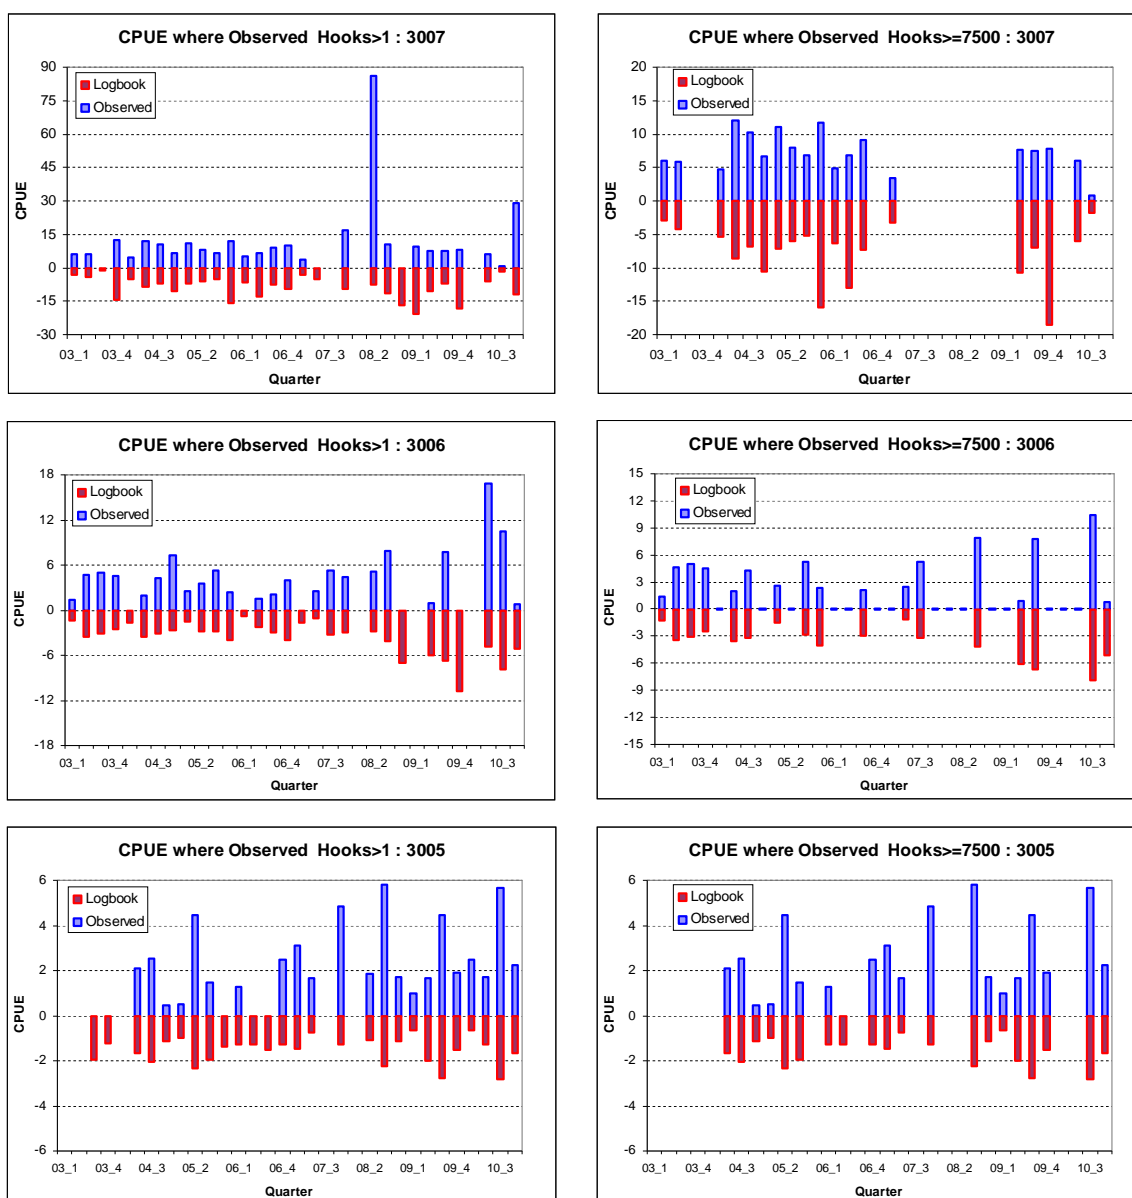 CPUE where Observed Hooks>1 : 3007
90
75
60
45
30
15
0
-15
-30
CPUE
Logbook
Observed
03_1 03_4 04_3 05_2 06_1 06_4 07_3 08_2 09_1 09_4 10_3
Quarter
CPUE where Observed Hooks>=7500 : 3007
20
15
10
5
0
-5
-10
-15
-20
CPUE
Logbook
Observed
03_1 03_4 04_3 05_2 06_1 06_4 07_3 08_2 09_1 09_4 10_3
Quarter
CPUE where Observed Hooks>1 : 3006
18
12
6
0
-6
-12
-18
CPUE
Logbook
Observed
03_1 03_4 04_3 05_2 06_1 06_4 07_3 08_2 09_1 09_4 10_3
Quarter
CPUE where Observed Hooks>=7500 : 3006
15
12
9
6
3
0
-3
-6
-9
-12
-15
CPUE
Logbook
Observed
03_1 03_4 04_3 05_2 06_1 06_4 07_3 08_2 09_1 09_4 10_3
Quarter
CPUE where Observed Hooks>1 : 3005
6
4
2
0
-2
-4
-6
CPUE
Logbook
Observed
03_1 03_4 04_3 05_2 06_1 06_4 07_3 08_2 09_1 09_4 10_3
Quarter
CPUE where Observed Hooks>=7500 : 3005
6
4
2
0
-2
-4
-6
CPUE
Logbook
Observed
03_1 03_4 04_3 05_2 06_1 06_4 07_3 08_2 09_1 09_4 10_3
Quarter